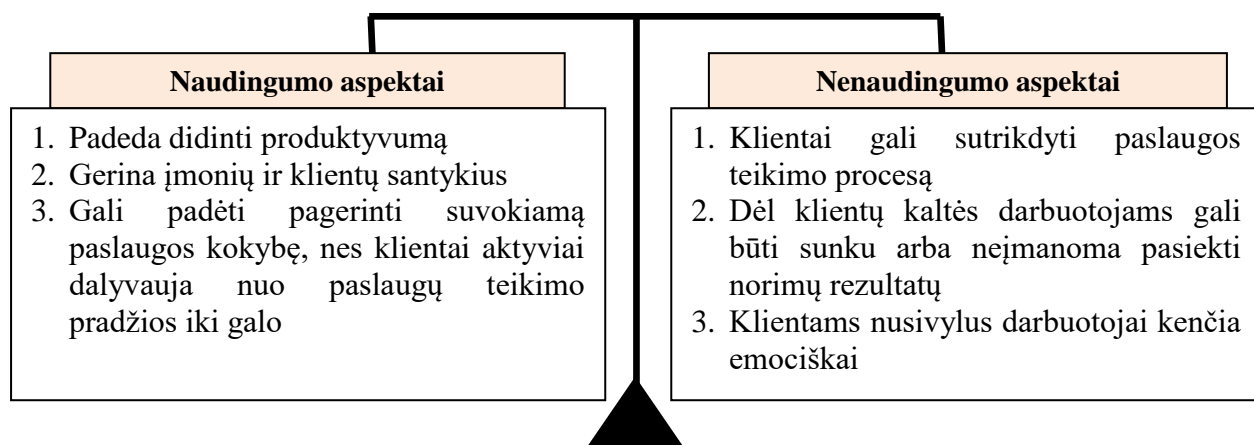 Naudingumo aspektai
1. Padeda didinti produktyvumą
2. Gerina įmonių ir klientų santykius
3. Gali padėti pagerinti suvokiamą
paslaugos kokybę, nes klientai aktyviai
dalyvauja nuo paslaugų teikimo
pradžios iki galo
Nenaudingumo aspektai
1. Klientai gali sutrikdyti paslaugos
teikimo procesą
2. Dėl klientų kaltės darbuotojams gali
būti sunku arba neįmanoma pasiekti
norimų rezultatų
3. Klientams nusivylus darbuotojai kenčia
emociškai